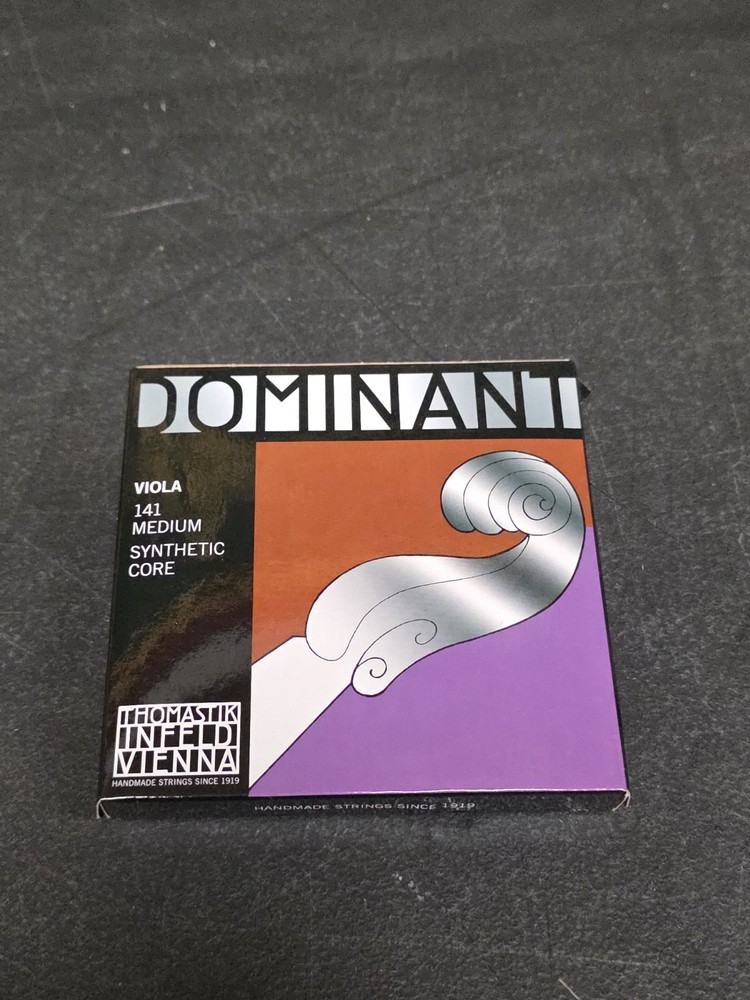 DOMINANT
VIOLA
141
MEDIUM
SYNTHETIC
CORE
THOMASTIK
INFELD
VIENNA
HANDMADE STRINGS SINCE 1919
HANDMADE STRINGS SINCE 1919